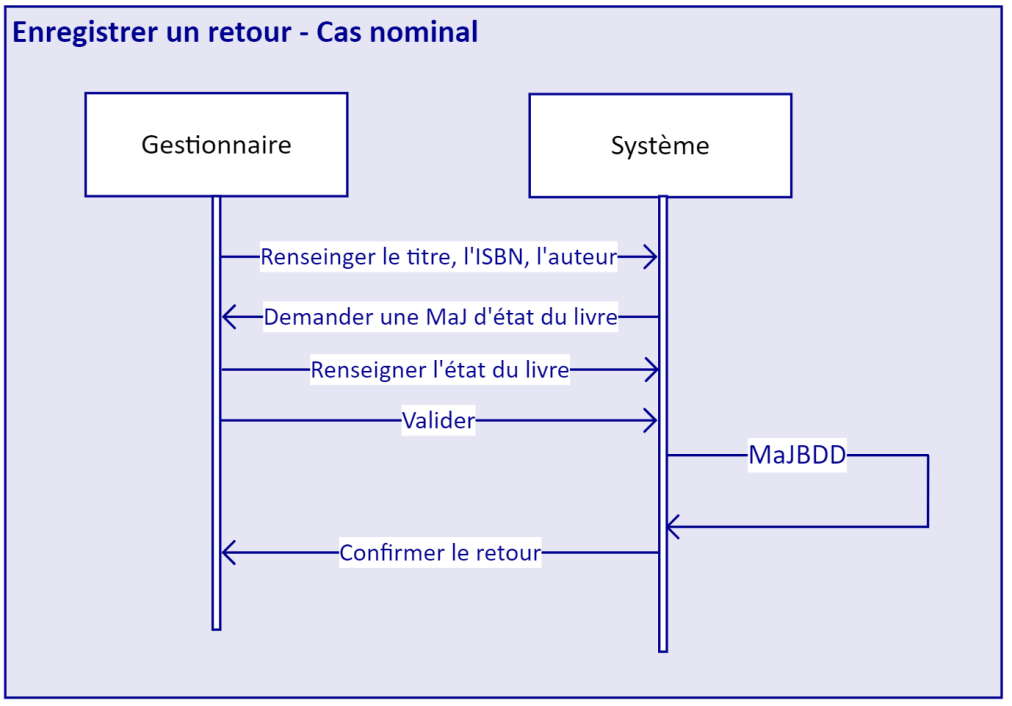 Enregistrer un retour - Cas nominal
Gestionnaire
Système
Renseinger le titre, l'ISBN, l'auteur
Demander une MaJ d'état du livre
Renseigner l'état du livre
Valider
MaJBDD
Confirmer le retour